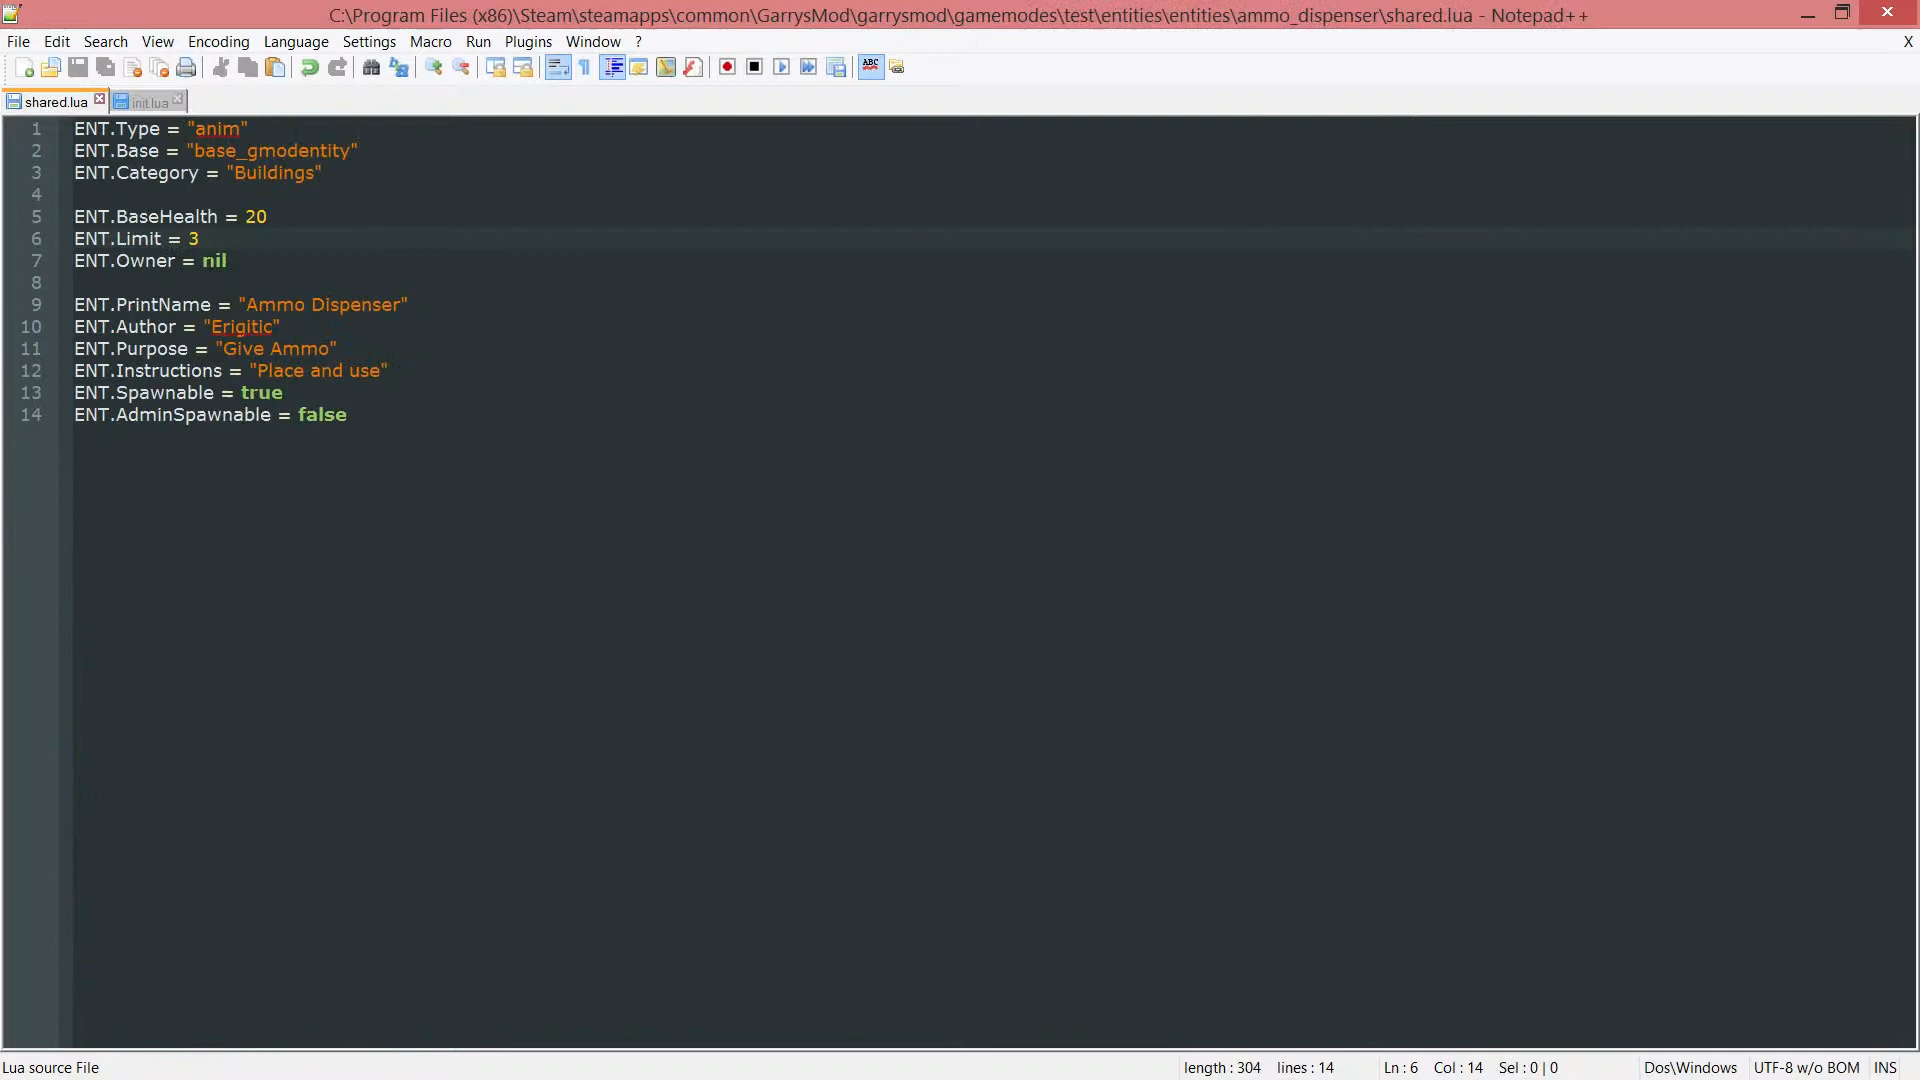 C:\Program Files (x86)\Steam\steamapps\common\GarrysMod\garrysmod\gamemodes\test\entities\entities\ammo_dispenser\shared.lua - Notepad++
File Edit Search View Encoding Language Settings Macro Run Plugins Window ? X
ABC
shared.lua init.lua
1 ENT.Type = "anim"
2 ENT.Base = "base_gmodentity"
3 ENT.Category = "Buildings"
4
5 ENT.BaseHealth = 20
6 ENT.Limit = 3
7 ENT.Owner = nil
8
9 ENT.PrintName = "Ammo Dispenser"
10 ENT.Author = "Erigitic"
11 ENT.Purpose = "Give Ammo"
12 ENT.Instructions = "Place and use"
13 ENT.Spawnable = true
14 ENT.AdminSpawnable = false
Lua source File length : 304 lines : 14 Ln : 6 Col : 14 Sel : 0 | 0 Dos\Windows UTF-8 w/o BOM INS